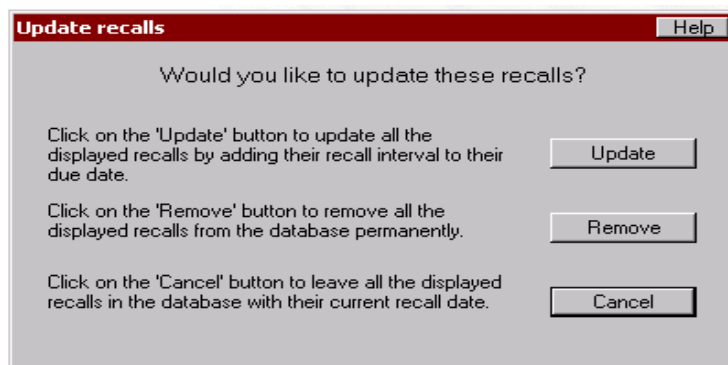 Update recalls
Help
Would you like to update these recalls?
Click on the 'Update' button to update all the
displayed recalls by adding their recall interval to their
due date.
Update
Click on the 'Remove' button to remove all the
displayed recalls from the database permanently.
Remove
Click on the 'Cancel' button to leave all the displayed
recalls in the database with their current recall date.
Cancel